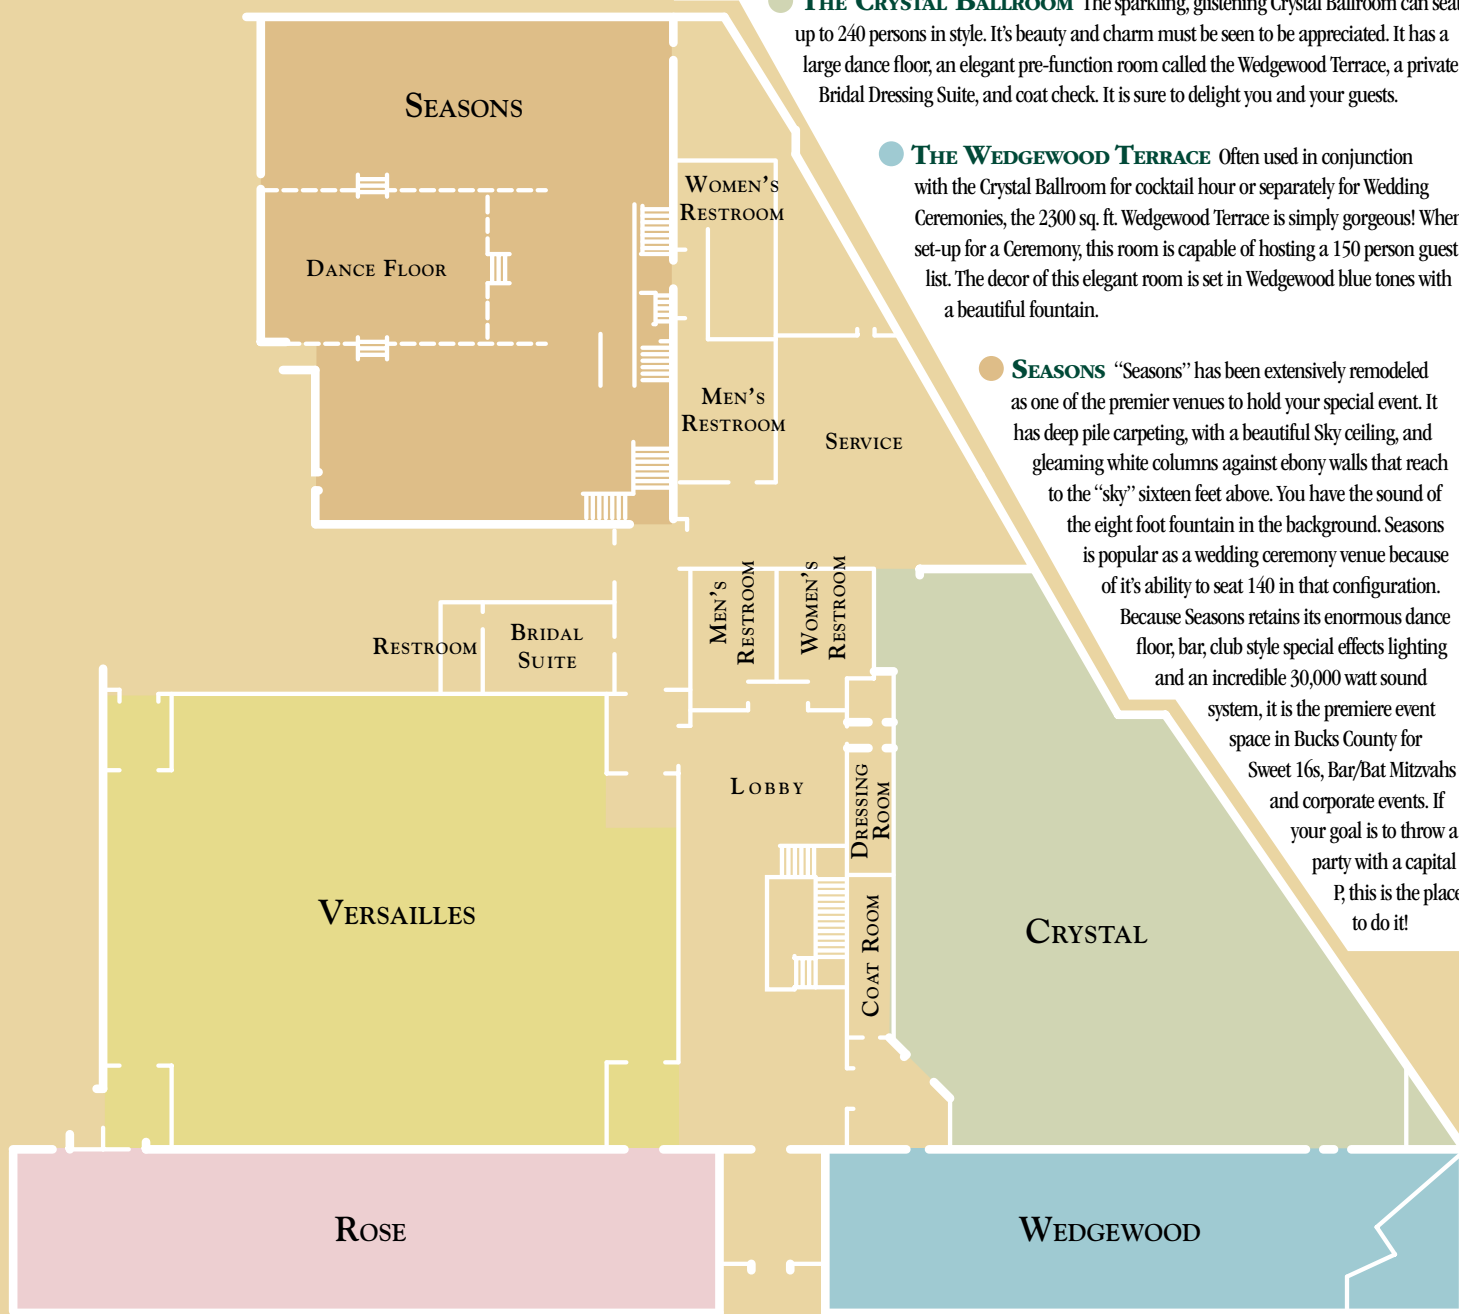 THE CRYSTAL BALLROOM The sparkling, glistening Crystal Ballroom can seat
up to 240 persons in style. It's beauty and charm must be seen to be appreciated. It has a
large dance floor, an elegant pre-function room called the Wedgewood Terrace, a private
Bridal Dressing Suite, and coat check. It is sure to delight you and your guests.
THE WEDGEWOOD TERRACE Often used in conjunction
with the Crystal Ballroom for cocktail hour or separately for Wedding
Ceremonies, the 2300 sq. ft. Wedgewood Terrace is simply gorgeous! When
set-up for a Ceremony, this room is capable of hosting a 150 person guest
list. The decor of this elegant room is set in Wedgewood blue tones with
a beautiful fountain.
SEASONS “Seasons” has been extensively remodeled
as one of the premier venues to hold your special event. It
has deep pile carpeting, with a beautiful Sky ceiling, and
gleaming white columns against ebony walls that reach
to the “sky” sixteen feet above. You have the sound of
the eight foot fountain in the background. Seasons
is popular as a wedding ceremony venue because
of it's ability to seat 140 in that configuration.
Because Seasons retains its enormous dance
floor, bar, club style special effects lighting
and an incredible 30,000 watt sound
system, it is the premiere event
space in Bucks County for
Sweet 16s, Bar/Bat Mitzvahs
and corporate events. If
your goal is to throw a
party with a capital
P, this is the place
to do it!
SEASONS
WOMEN'S
RESTROOM
DANCE FLOOR
MEN'S
RESTROOM
SERVICE
MEN'S
RESTROOM
WOMEN'S
RESTROOM
RESTROOM
BRIDAL
SUITE
LOBBY
DRESSING
ROOM
COAT ROOM
VERSAILLES
CRYSTAL
ROSE
WEDGEWOOD